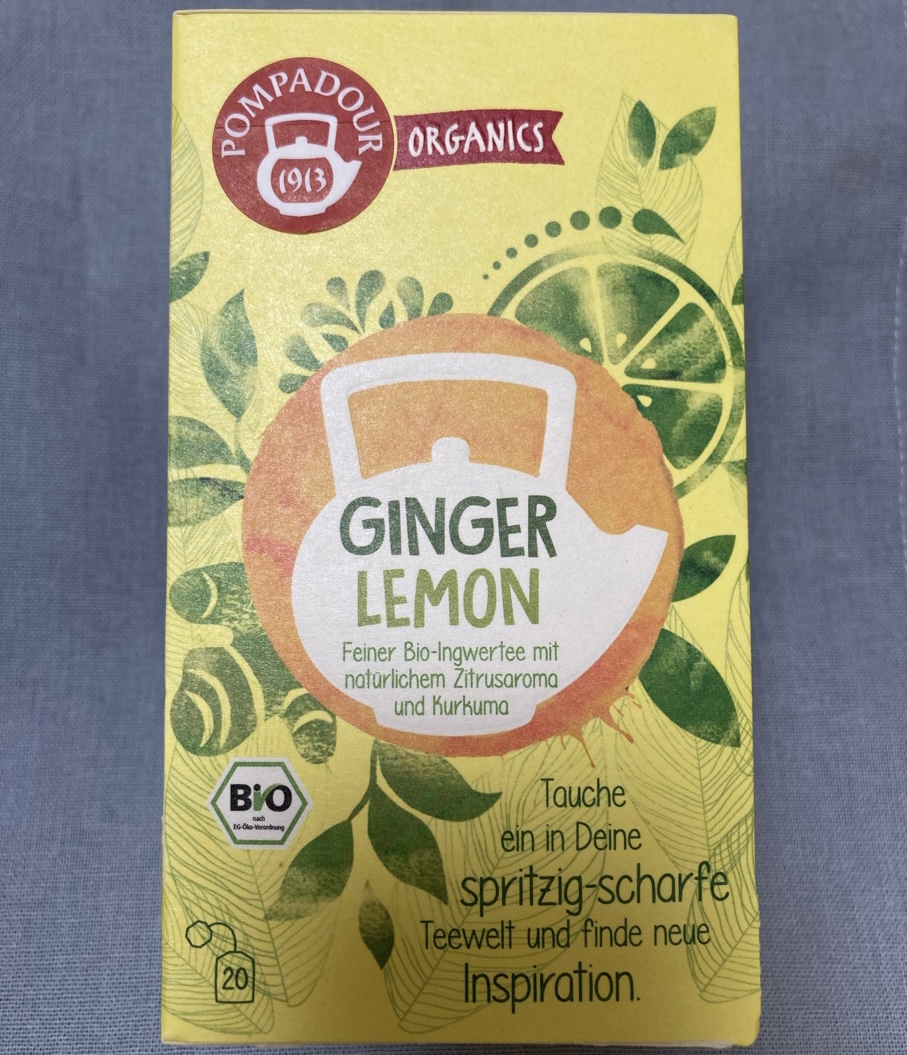 POMPADOUR
1913
ORGANICS
GINGER
LEMON
Feiner Bio-Ingwertee mit
natürlichem Zitrusaroma
und Kurkuma
Bio
nach
EG-Öko-Verordnung
Tauche
ein in Deine
spritzig-scharfe
Teewelt und finde neue
Inspiration.
20